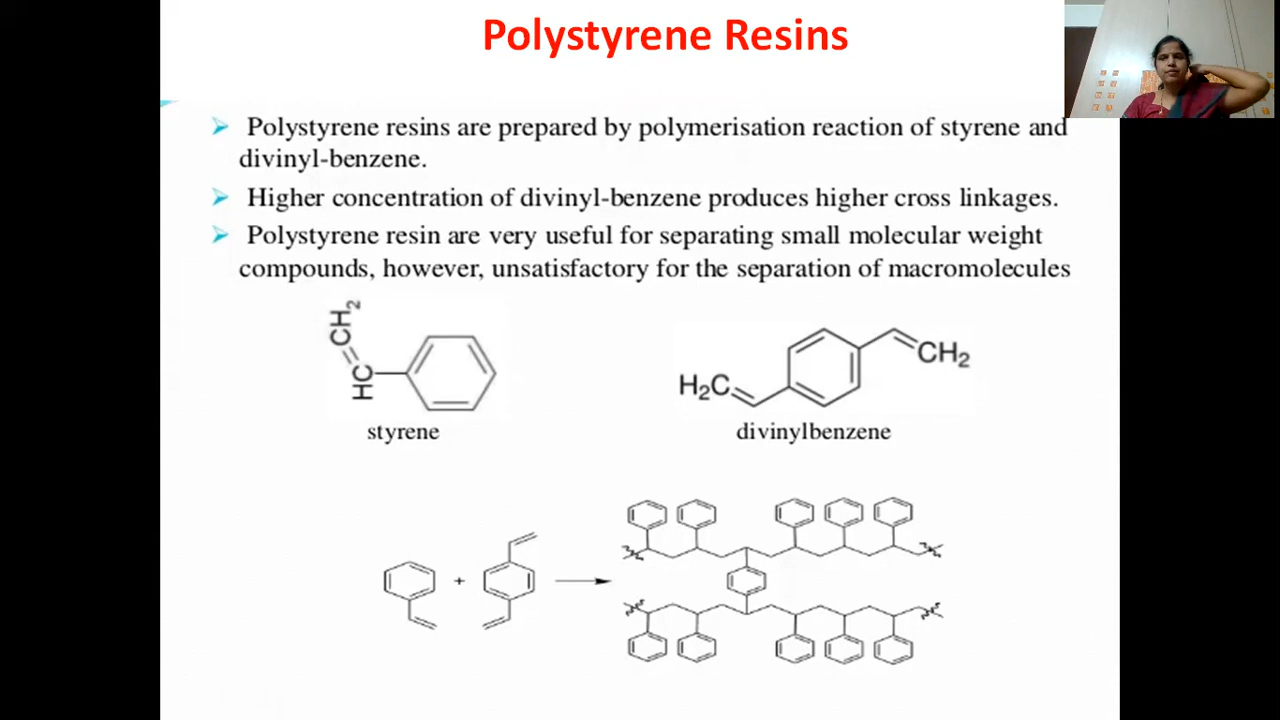 Polystyrene Resins
➢ Polystyrene resins are prepared by polymerisation reaction of styrene and
divinyl-benzene.
➢ Higher concentration of divinyl-benzene produces higher cross linkages.
➢ Polystyrene resin are very useful for separating small molecular weight
compounds, however, unsatisfactory for the separation of macromolecules
HC=CH2
styrene
H2C
CH2
divinylbenzene
+